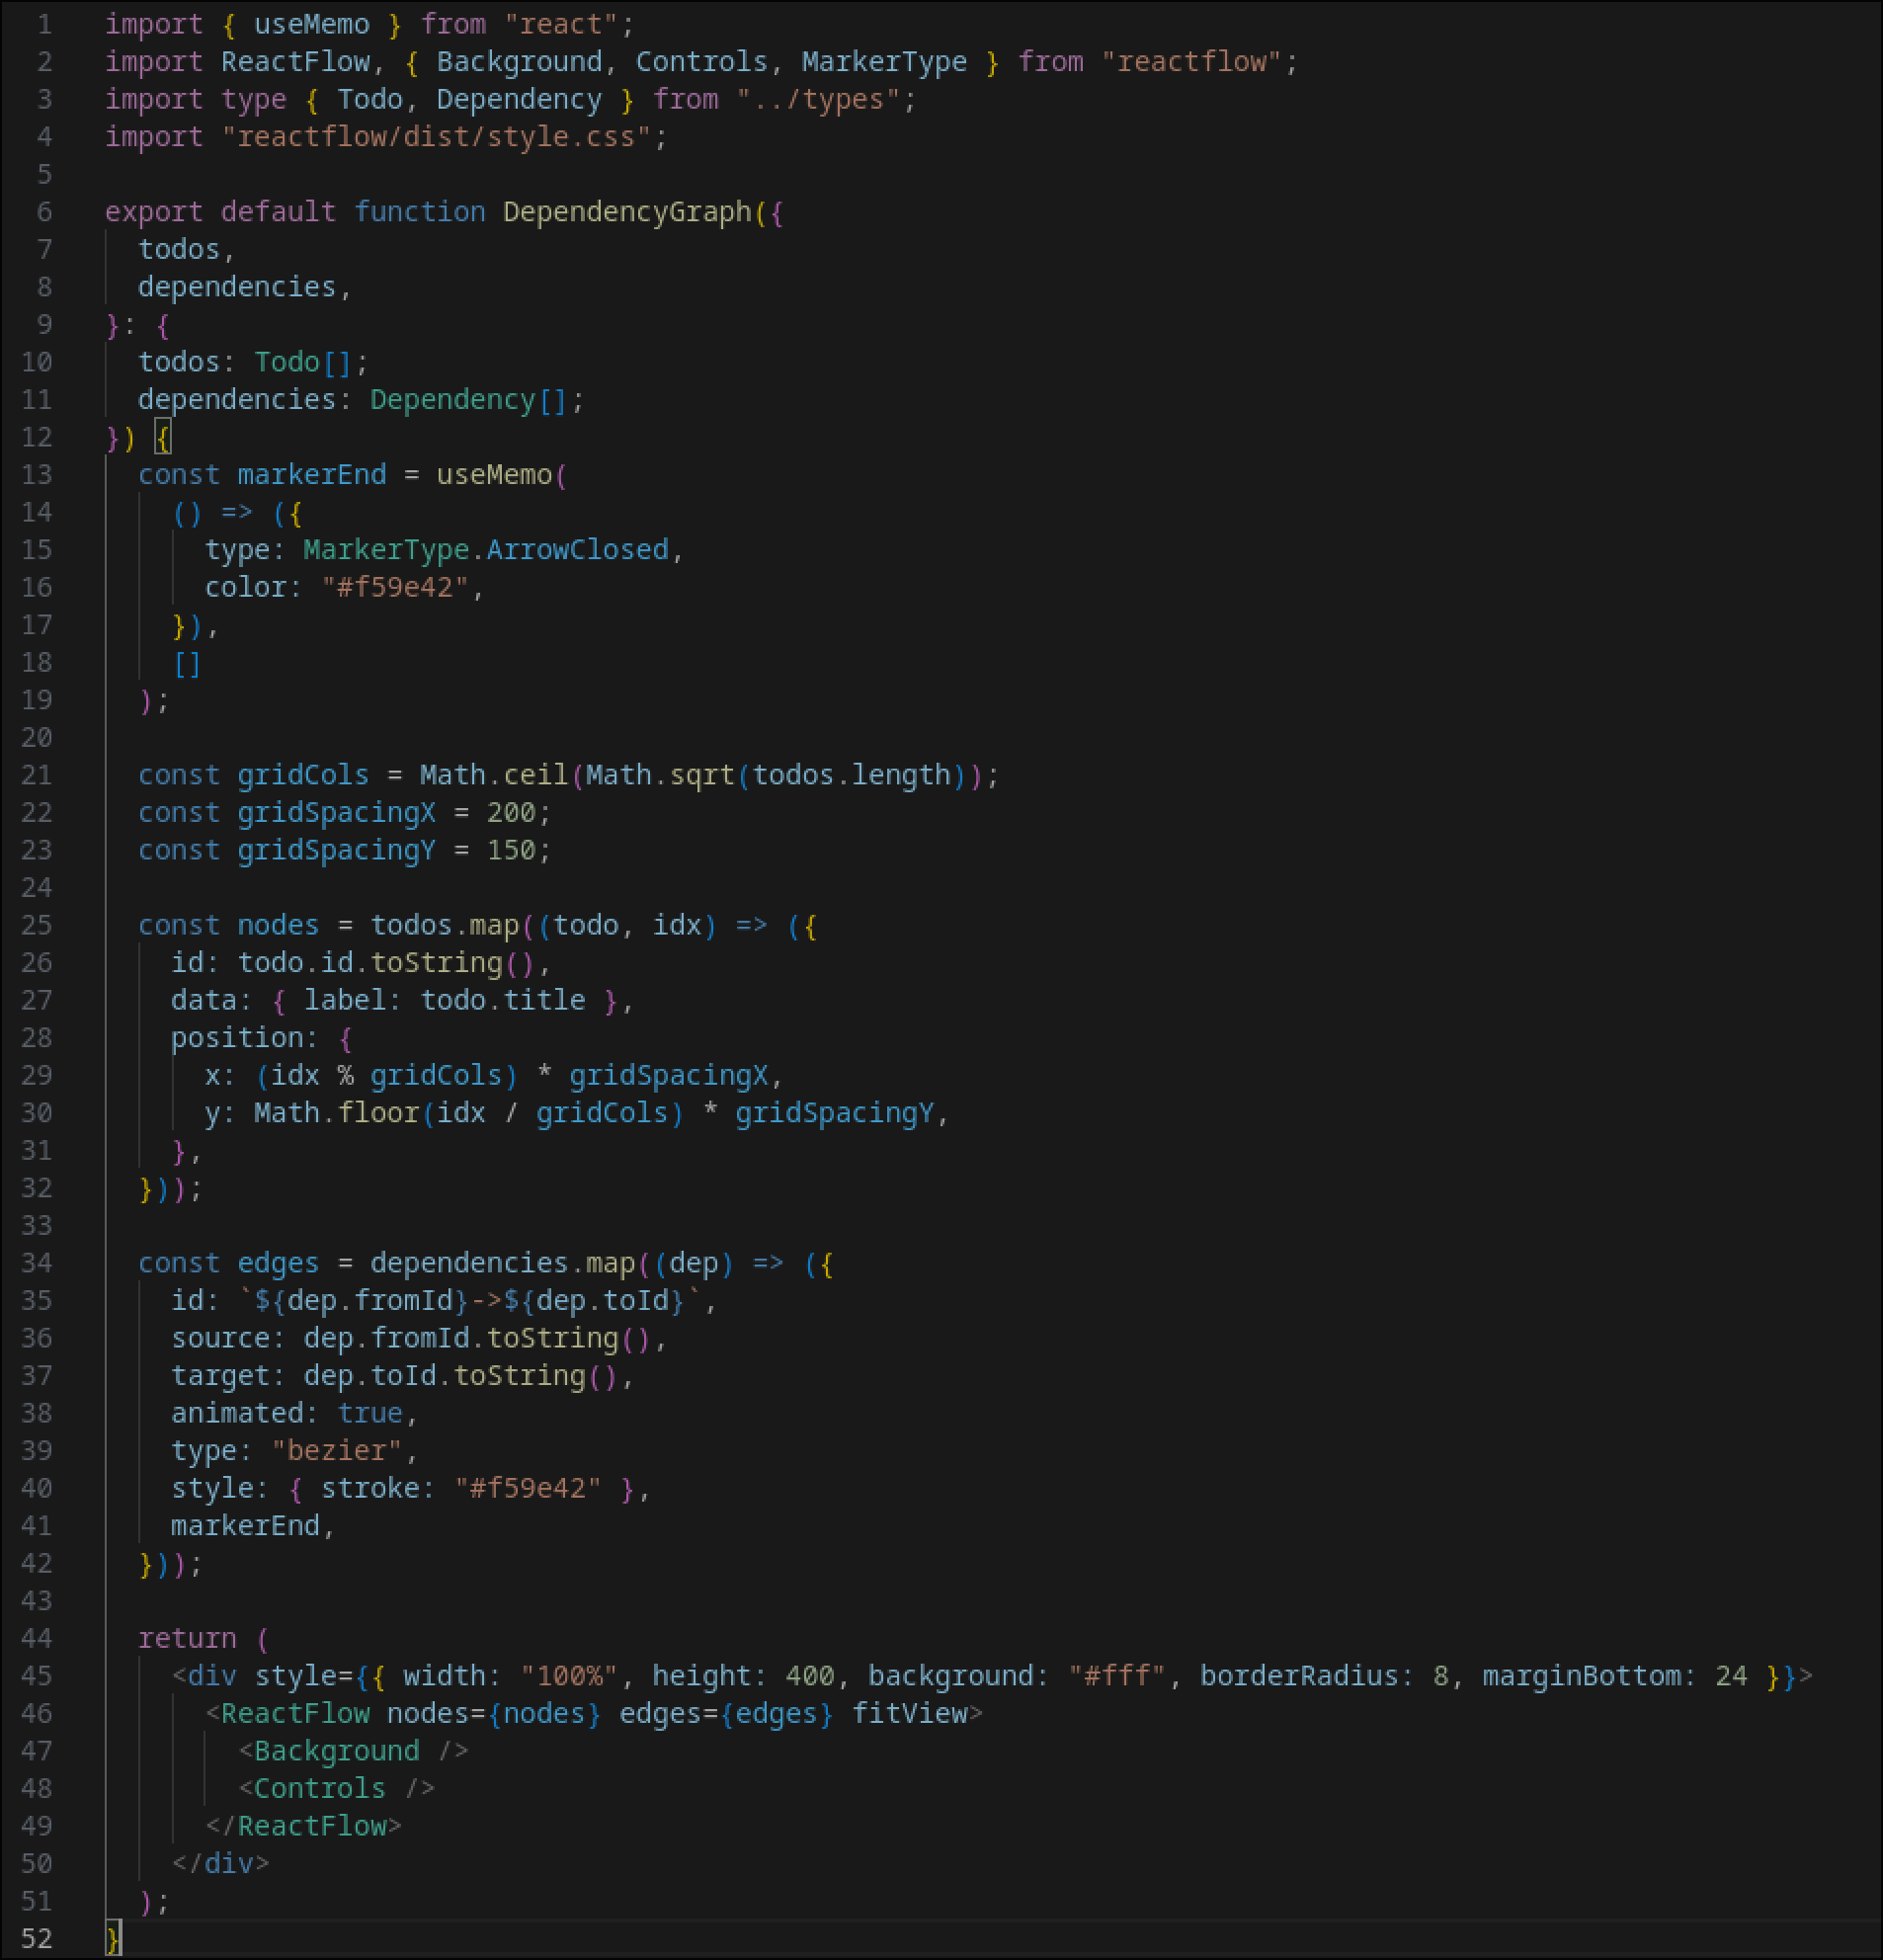 1 import { useMemo } from "react";
2 import ReactFlow, { Background, Controls, MarkerType } from "reactflow";
3 import type { Todo, Dependency } from "../types";
4 import "reactflow/dist/style.css";
5
6 export default function DependencyGraph({
7   todos,
8   dependencies,
9 }: {
10   todos: Todo[];
11   dependencies: Dependency[];
12 }) {
13   const markerEnd = useMemo(
14     () => ({
15       type: MarkerType.ArrowClosed,
16       color: "#f59e42",
17     }),
18     []
19   );
20
21   const gridCols = Math.ceil(Math.sqrt(todos.length));
22   const gridSpacingX = 200;
23   const gridSpacingY = 150;
24
25   const nodes = todos.map((todo, idx) => ({
26     id: todo.id.toString(),
27     data: { label: todo.title },
28     position: {
29       x: (idx % gridCols) * gridSpacingX,
30       y: Math.floor(idx / gridCols) * gridSpacingY,
31     },
32   }));
33
34   const edges = dependencies.map((dep) => ({
35     id: `${dep.fromId}->${dep.toId}`,
36     source: dep.fromId.toString(),
37     target: dep.toId.toString(),
38     animated: true,
39     type: "bezier",
40     style: { stroke: "#f59e42" },
41     markerEnd,
42   }));
43
44   return (
45     <div style={{ width: "100%", height: 400, background: "#fff", borderRadius: 8, marginBottom: 24 }}>
46       <ReactFlow nodes={nodes} edges={edges} fitView>
47         <Background />
48         <Controls />
49       </ReactFlow>
50     </div>
51   );
52 }